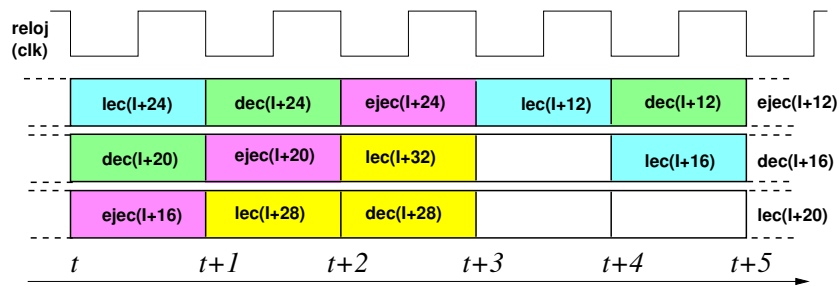 reloj
(clk)
lec(I+24) dec(I+24) ejec(I+24) lec(I+12) dec(I+12) ejec(I+12)
dec(I+20) ejec(I+20) lec(I+32) lec(I+16) dec(I+16)
ejec(I+16) lec(I+28) dec(I+28) lec(I+20)
t t+1 t+2 t+3 t+4 t+5